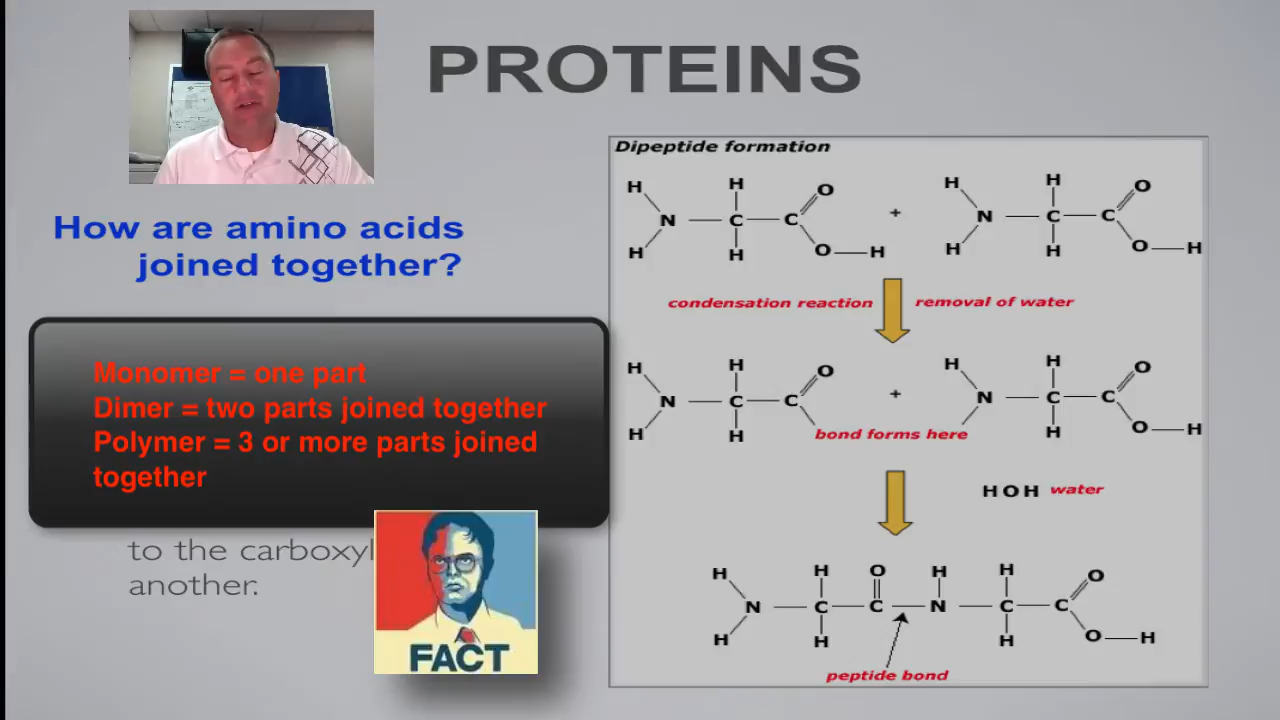 PROTEINS
How are amino acids
joined together?
Monomer = one part
Dimer = two parts joined together
Polymer = 3 or more parts joined
together
to the carboxyl
another.
FACT
Dipeptide formation
H H O H H O
N C C + N C C
H H O H H H O H
condensation reaction removal of water
H H O H H O
N C C + N C C
H H H H O H
bond forms here
H O H water
H H O H H O
N C C N C C
H H H O H
peptide bond